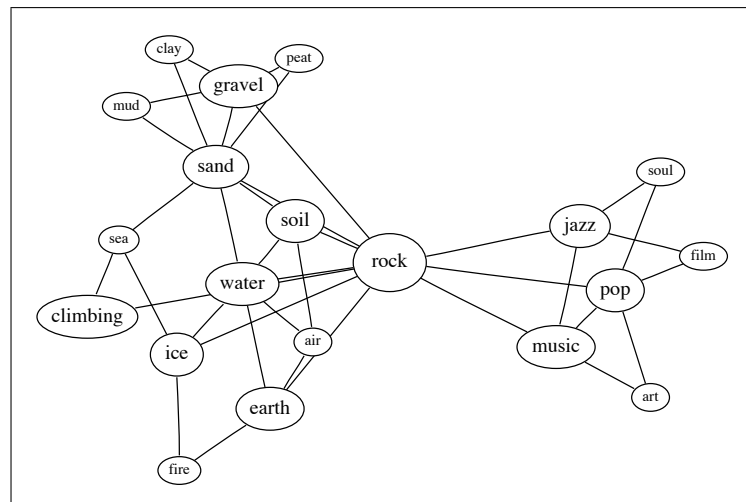 clay
peat
gravel
mud
sand
soul
soil
jazz
sea
film
rock
water
pop
climbing
ice
air
music
art
earth
fire